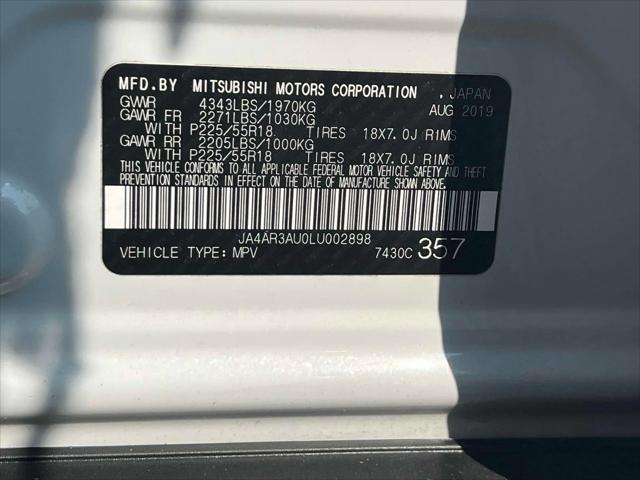 MFD.BY MITSUBISHI MOTORS CORPORATION , JAPAN
GVWR 4343LBS/1970KG AUG 2019
GAWR FR 2271LBS/1030KG
WITH P225/55R18 TIRES 18X7.0J RIMS
GAWR RR 2205LBS/1000KG
WITH P225/55R18 TIRES 18X7.0J RIMS
THIS VEHICLE CONFORMS TO ALL APPLICABLE FEDERAL MOTOR VEHICLE SAFETY AND THEFT
PREVENTION STANDARDS IN EFFECT ON THE DATE OF MANUFACTURE SHOWN ABOVE.
JA4AR3AU0LU002898
VEHICLE TYPE: MPV 7430C 357